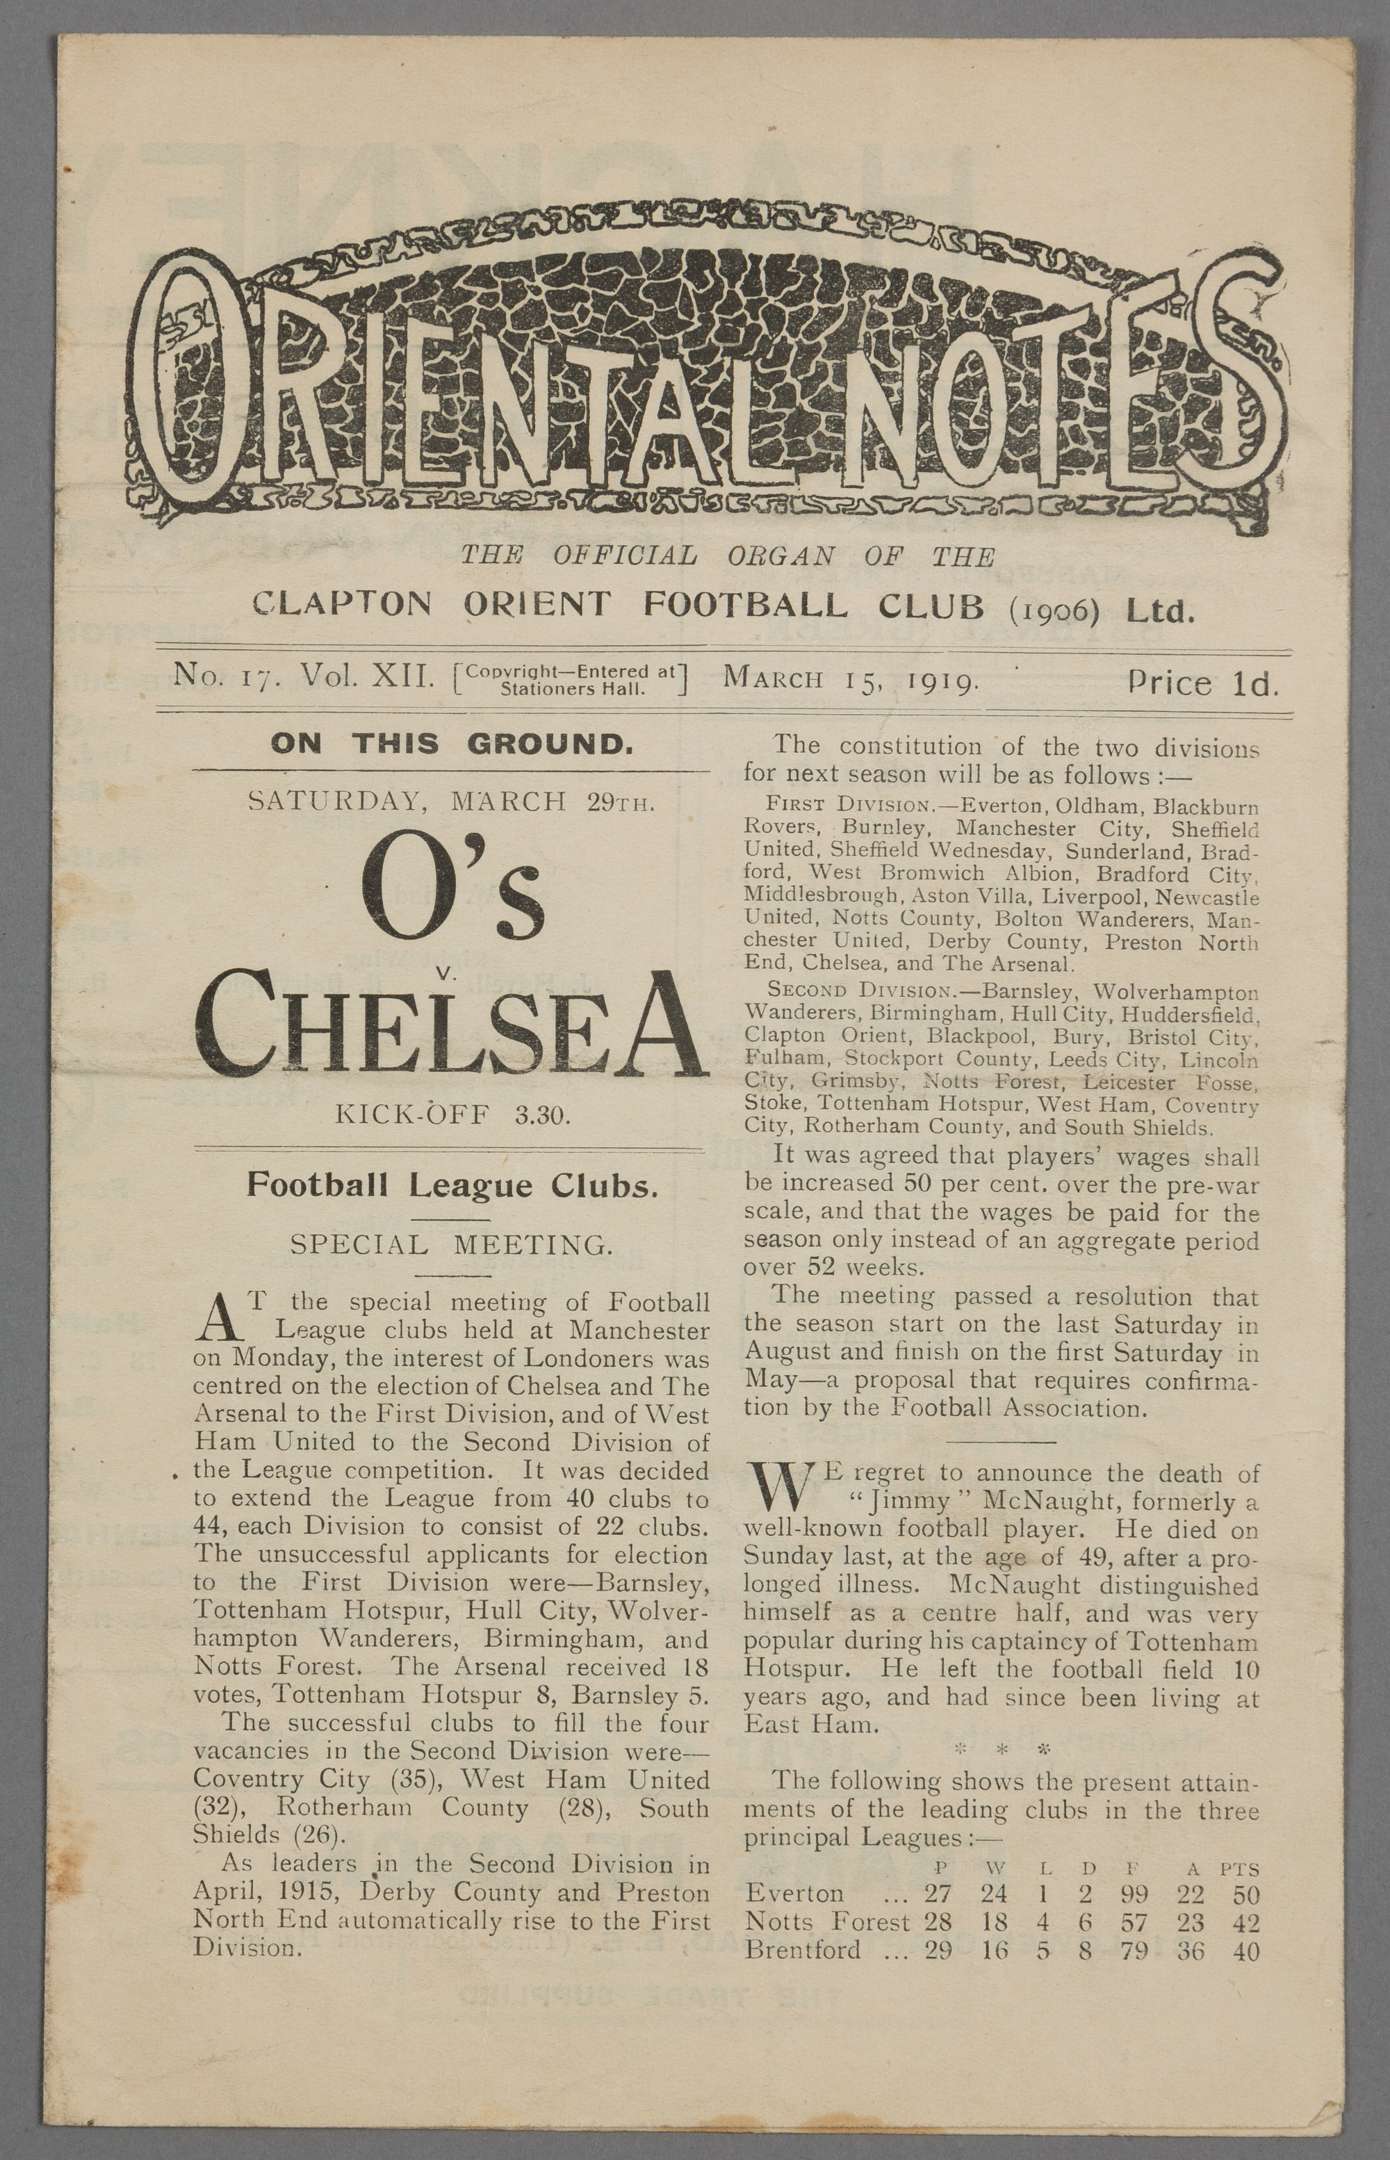 ORIENTAL NOTES
THE OFFICIAL ORGAN OF THE
CLAPTON ORIENT FOOTBALL CLUB (1906) Ltd.
No. 17. Vol. XII. [Copyright—Entered at Stationers Hall.] MARCH 15, 1919. Price 1d.
ON THIS GROUND.
SATURDAY, MARCH 29TH.
O's
v.
CHELSEA
KICK-OFF 3.30.
Football League Clubs.
SPECIAL MEETING.
AT the special meeting of Football
League clubs held at Manchester
on Monday, the interest of Londoners was
centred on the election of Chelsea and The
Arsenal to the First Division, and of West
Ham United to the Second Division of
the League competition. It was decided
to extend the League from 40 clubs to
44, each Division to consist of 22 clubs.
The unsuccessful applicants for election
to the First Division were—Barnsley,
Tottenham Hotspur, Hull City, Wolver-
hampton Wanderers, Birmingham, and
Notts Forest. The Arsenal received 18
votes, Tottenham Hotspur 8, Barnsley 5.
The successful clubs to fill the four
vacancies in the Second Division were—
Coventry City (35), West Ham United
(32), Rotherham County (28), South
Shields (26).
As leaders in the Second Division in
April, 1915, Derby County and Preston
North End automatically rise to the First
Division.
The constitution of the two divisions
for next season will be as follows :—
FIRST DIVISION.—Everton, Oldham, Blackburn
Rovers, Burnley, Manchester City, Sheffield
United, Sheffield Wednesday, Sunderland, Brad-
ford, West Bromwich Albion, Bradford City,
Middlesbrough, Aston Villa, Liverpool, Newcastle
United, Notts County, Bolton Wanderers, Man-
chester United, Derby County, Preston North
End, Chelsea, and The Arsenal.
SECOND DIVISION.—Barnsley, Wolverhampton
Wanderers, Birmingham, Hull City, Huddersfield,
Clapton Orient, Blackpool, Bury, Bristol City,
Fulham, Stockport County, Leeds City, Lincoln
City, Grimsby, Notts Forest, Leicester Fosse,
Stoke, Tottenham Hotspur, West Ham, Coventry
City, Rotherham County, and South Shields.
It was agreed that players' wages shall
be increased 50 per cent. over the pre-war
scale, and that the wages be paid for the
season only instead of an aggregate period
over 52 weeks.
The meeting passed a resolution that
the season start on the last Saturday in
August and finish on the first Saturday in
May—a proposal that requires confirma-
tion by the Football Association.
WE regret to announce the death of
"Jimmy" McNaught, formerly a
well-known football player. He died on
Sunday last, at the age of 49, after a pro-
longed illness. McNaught distinguished
himself as a centre half, and was very
popular during his captaincy of Tottenham
Hotspur. He left the football field 10
years ago, and had since been living at
East Ham.
* * *
The following shows the present attain-
ments of the leading clubs in the three
principal Leagues :—
P W L D F A PTS
Everton ... 27 24 1 2 99 22 50
Notts Forest 28 18 4 6 57 23 42
Brentford ... 29 16 5 8 79 36 40